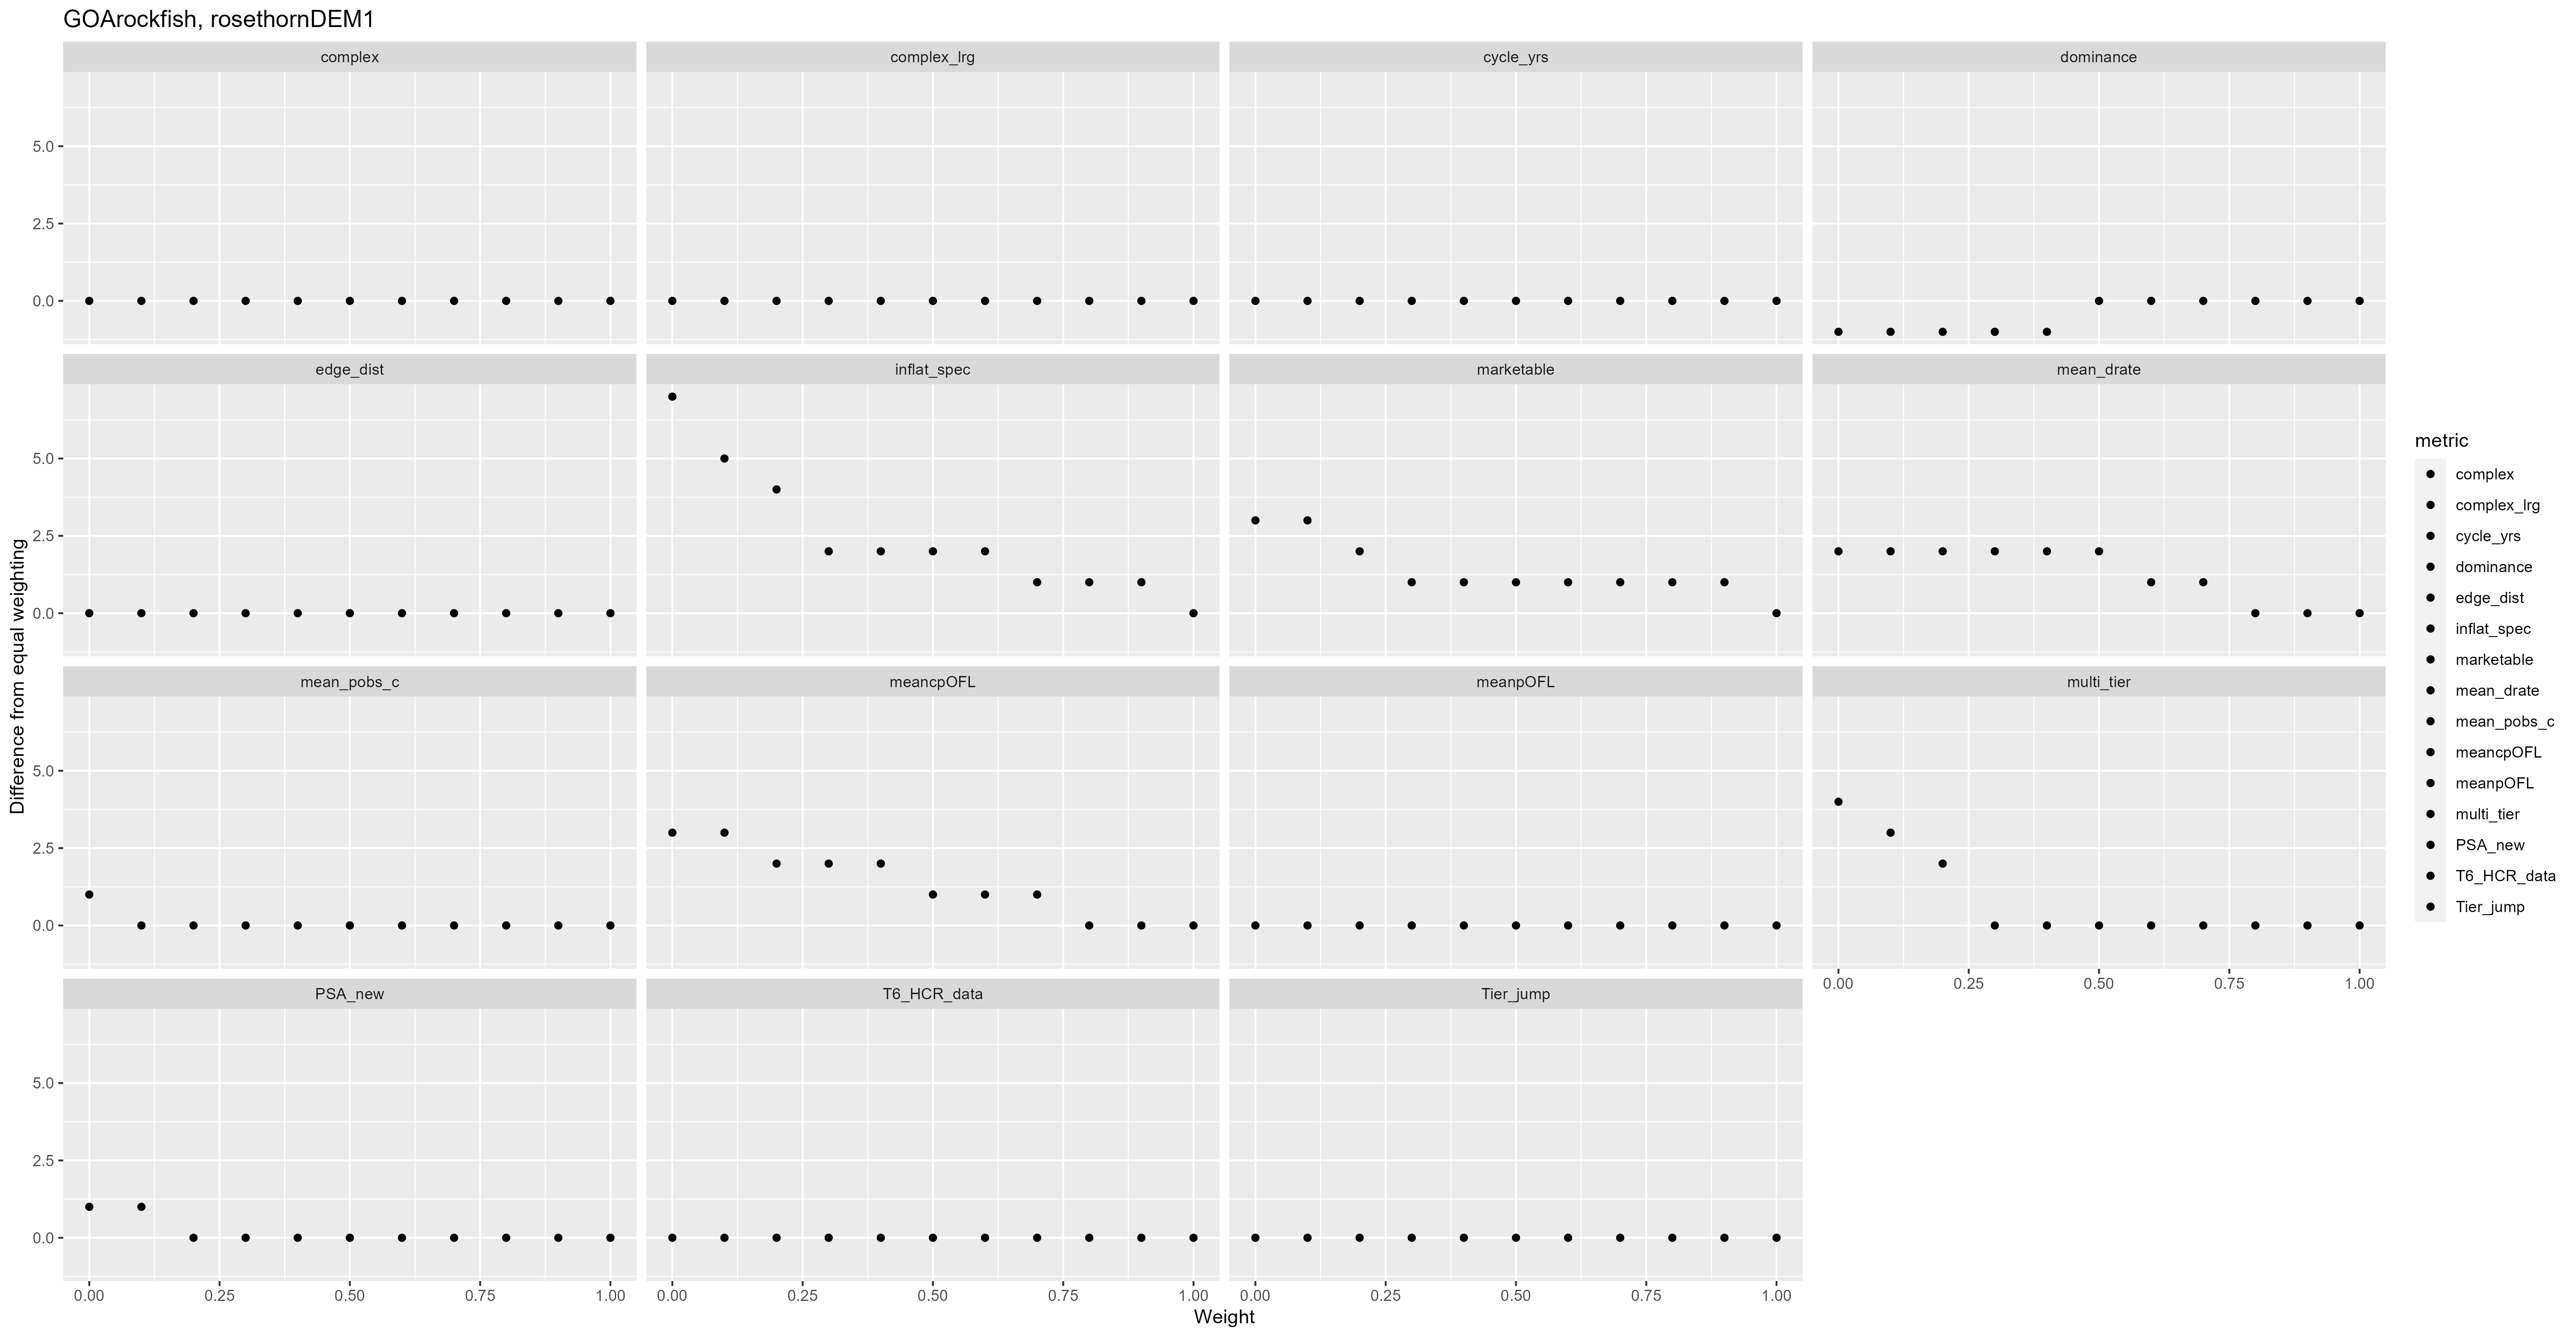 GOArockfish, rosethornDEM1
complex complex_lrg cycle_yrs dominance
5.0
2.5
0.0
edge_dist inflat_spec marketable mean_drate
5.0
2.5
0.0
mean_pobs_c meancpOFL meanpOFL multi_tier
5.0
2.5
0.0
0.00 0.25 0.50 0.75 1.00
PSA_new T6_HCR_data Tier_jump
5.0
2.5
0.0
0.00 0.25 0.50 0.75 1.00 0.00 0.25 0.50 0.75 1.00 0.00 0.25 0.50 0.75 1.00
Weight
Difference from equal weighting
metric
complex
complex_lrg
cycle_yrs
dominance
edge_dist
inflat_spec
marketable
mean_drate
mean_pobs_c
meancpOFL
meanpOFL
multi_tier
PSA_new
T6_HCR_data
Tier_jump